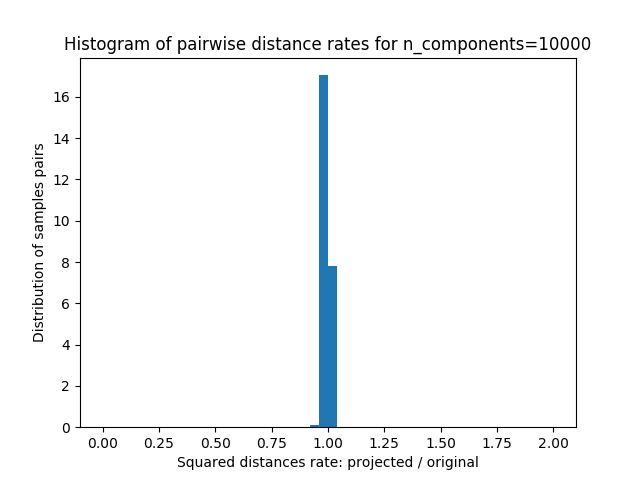 Histogram of pairwise distance rates for n_components=10000
Distribution of samples pairs
16
14
12
10
8
6
4
2
0
0.00 0.25 0.50 0.75 1.00 1.25 1.50 1.75 2.00
Squared distances rate: projected / original